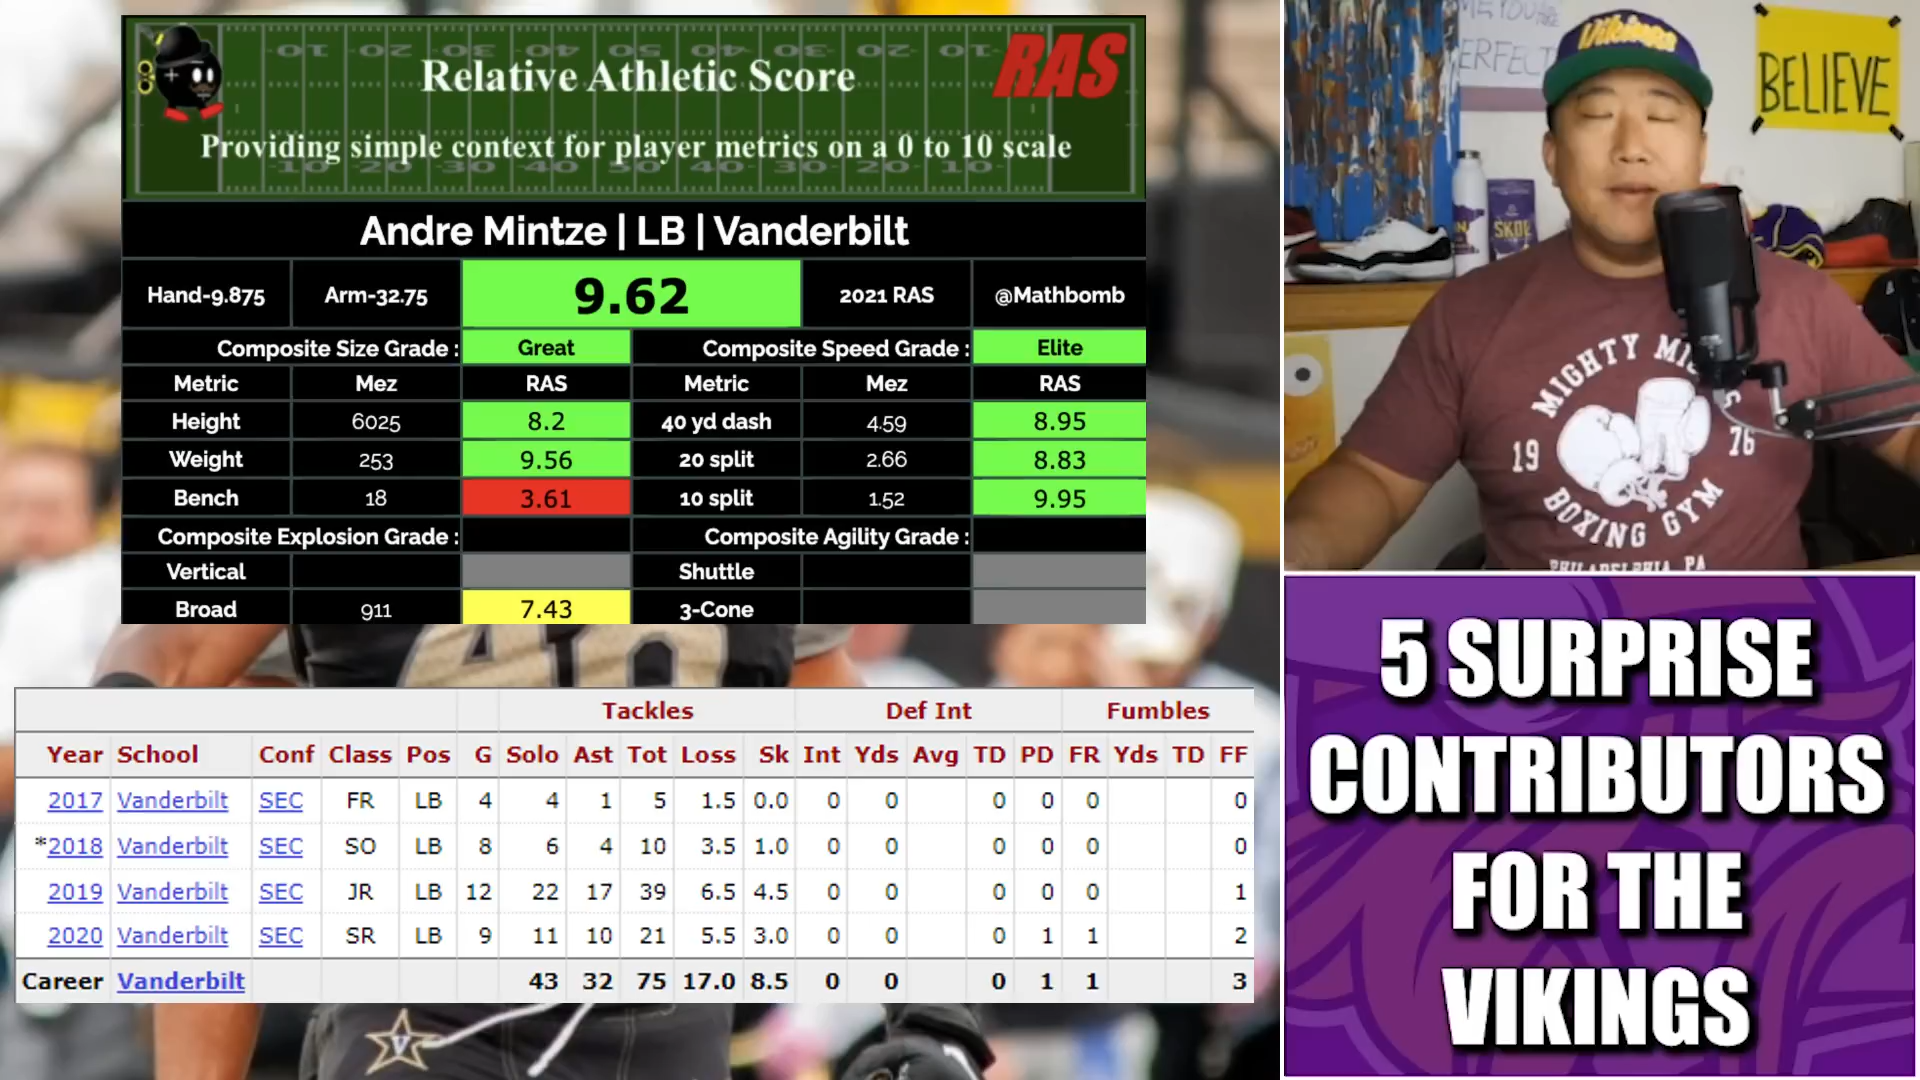 RAS
Relative Athletic Score
Providing simple context for player metrics on a 0 to 10 scale
Andre Mintze | LB | Vanderbilt
Hand-9.875 Arm-32.75 9.62 2021 RAS @Mathbomb
Composite Size Grade : Great Composite Speed Grade : Elite
Metric Mez RAS Metric Mez RAS
Height 6025 8.2 40 yd dash 4.59 8.95
Weight 253 9.56 20 split 2.66 8.83
Bench 18 3.61 10 split 1.52 9.95
Composite Explosion Grade : Composite Agility Grade :
Vertical Shuttle
Broad 911 7.43 3-Cone
Tackles Def Int Fumbles
Year School Conf Class Pos G Solo Ast Tot Loss Sk Int Yds Avg TD PD FR Yds TD FF
2017 Vanderbilt SEC FR LB 4 4 1 5 1.5 0.0 0 0 0 0 0 0
*2018 Vanderbilt SEC SO LB 8 6 4 10 3.5 1.0 0 0 0 0 0 0
2019 Vanderbilt SEC JR LB 12 22 17 39 6.5 4.5 0 0 0 0 0 1
2020 Vanderbilt SEC SR LB 9 11 10 21 5.5 3.0 0 0 0 1 1 2
Career Vanderbilt 43 32 75 17.0 8.5 0 0 0 1 1 3
V
Vikings
BELIEVE
SKOL
MIGHTY
19 76
BOXING GYM
PHILADELPHIA, PA
5 SURPRISE
CONTRIBUTORS
FOR THE
VIKINGS